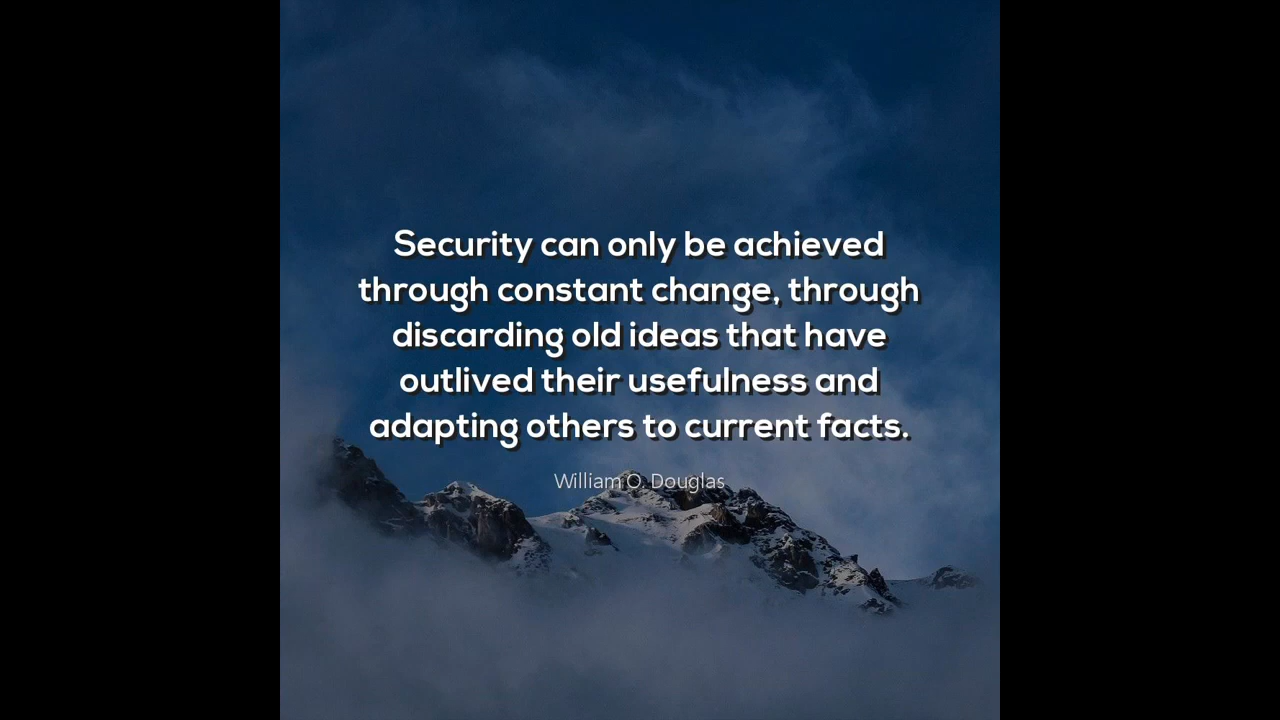 Security can only be achieved
through constant change, through
discarding old ideas that have
outlived their usefulness and
adapting others to current facts.
William O. Douglas